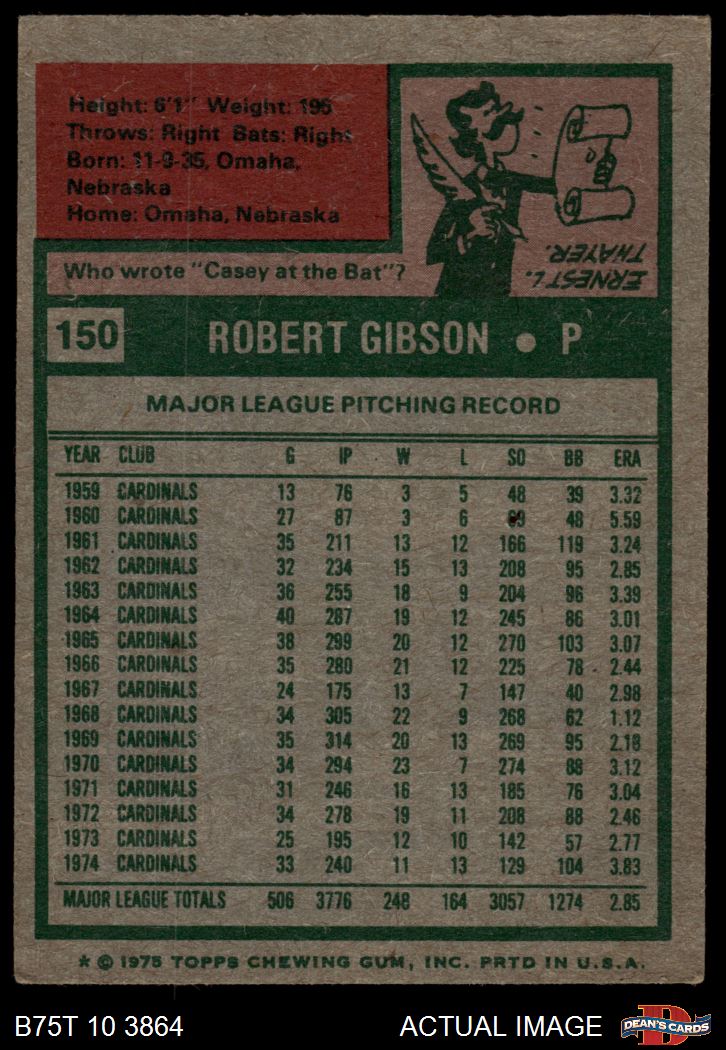 Height: 6'1" Weight: 195
Throws: Right Bats: Right
Born: 11-9-35, Omaha,
Nebraska
Home: Omaha, Nebraska
ERNEST L.
THAYER.
Who wrote "Casey at the Bat"?
150 ROBERT GIBSON • P
MAJOR LEAGUE PITCHING RECORD
YEAR CLUB G IP W L SO BB ERA
1959 CARDINALS 13 76 3 5 48 39 3.32
1960 CARDINALS 27 87 3 6 69 48 5.59
1961 CARDINALS 35 211 13 12 166 119 3.24
1962 CARDINALS 32 234 15 13 208 95 2.85
1963 CARDINALS 36 255 18 9 204 96 3.39
1964 CARDINALS 40 287 19 12 245 86 3.01
1965 CARDINALS 38 299 20 12 270 103 3.07
1966 CARDINALS 35 280 21 12 225 78 2.44
1967 CARDINALS 24 175 13 7 147 40 2.98
1968 CARDINALS 34 305 22 9 268 62 1.12
1969 CARDINALS 35 314 20 13 269 95 2.18
1970 CARDINALS 34 294 23 7 274 88 3.12
1971 CARDINALS 31 246 16 13 185 76 3.04
1972 CARDINALS 34 278 19 11 208 88 2.46
1973 CARDINALS 25 195 12 10 142 57 2.77
1974 CARDINALS 33 240 11 13 129 104 3.83
MAJOR LEAGUE TOTALS 506 3776 248 164 3057 1274 2.85
★ © 1975 TOPPS CHEWING GUM, INC. PRTD IN U.S.A.
B75T 10 3864 ACTUAL IMAGE DEAN'S CARDS